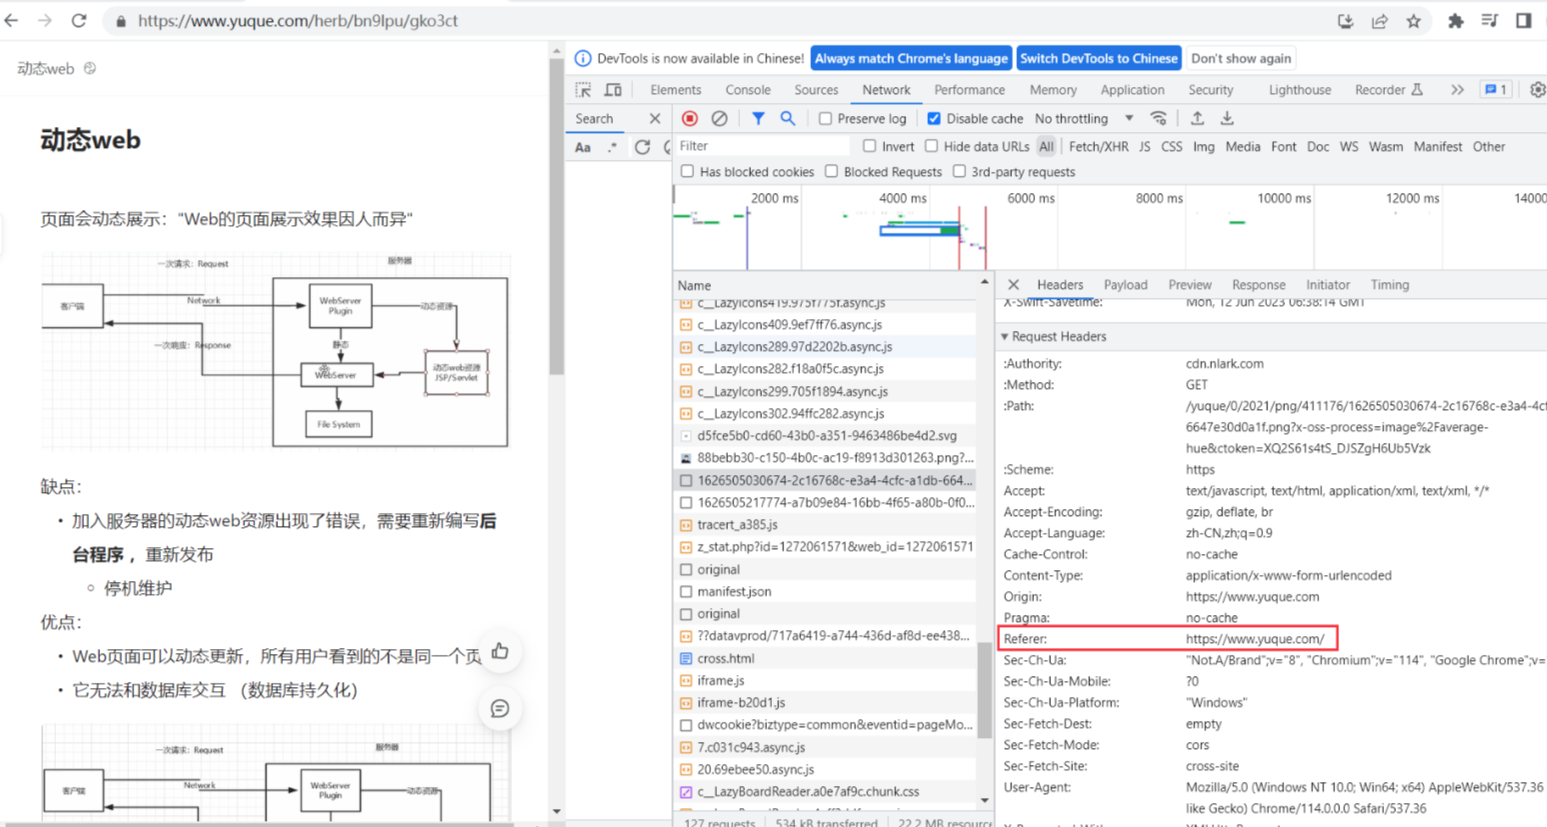 https://www.yuque.com/herb/bn9lpu/gko3ct
动态web
动态web
页面会动态展示：“Web的页面展示效果因人而异”
一次请求：Request
服务器
客户端
Network
WebServer
Plugin
动态资源
一次响应：Response
静态
WebServer
动态web资源
JSP/Servlet
File System
缺点：
• 加入服务器的动态web资源出现了错误，需要重新编写后
台程序 ，重新发布
○ 停机维护
优点：
• Web页面可以动态更新，所有用户看到的不是同一个页
• 它无法和数据库交互 （数据库持久化)
一次请求：Request
服务器
客户端
Network
WebServer
Plugin
动态资源
DevTools is now available in Chinese! Always match Chrome's language Switch DevTools to Chinese Don't show again
Elements Console Sources Network Performance Memory Application Security Lighthouse Recorder 1
Search
Aa .*
Preserve log Disable cache No throttling
Filter Invert Hide data URLs All Fetch/XHR JS CSS Img Media Font Doc WS Wasm Manifest Other
Has blocked cookies Blocked Requests 3rd-party requests
2000 ms 4000 ms 6000 ms 8000 ms 10000 ms 12000 ms 14000
Name
c__LazyIcons419.975f775f.async.js
c__LazyIcons409.9ef7ff76.async.js
c__LazyIcons289.97d2202b.async.js
c__LazyIcons282.f18a0f5c.async.js
c__LazyIcons299.705f1894.async.js
c__LazyIcons302.94ffc282.async.js
d5fce5b0-cd60-43b0-a351-9463486be4d2.svg
88bebb30-c150-4b0c-ac19-f8913d301263.png?...
1626505030674-2c16768c-e3a4-4cfc-a1db-664...
1626505217774-a7b09e84-16bb-4f65-a80b-0f0...
tracert_a385.js
z_stat.php?id=1272061571&web_id=1272061571
original
manifest.json
original
??datavprod/717a6419-a744-436d-af8d-ee438...
cross.html
iframe.js
iframe-b20d1.js
dwcookie?biztype=common&eventid=pageMo...
7.c031c943.async.js
20.69ebee50.async.js
c__LazyBoardReader.a0e7af9c.chunk.css
127 requests 534 kB transferred 22.2 MB resourc
Headers Payload Preview Response Initiator Timing
X-Swift-Savetime: Mon, 12 Jun 2023 06:38:14 GMT
Request Headers
:Authority: cdn.nlark.com
:Method: GET
:Path: /yuque/0/2021/png/411176/1626505030674-2c16768c-e3a4-4cf
6647e30d0a1f.png?x-oss-process=image%2Faverage-
hue&ctoken=XQ2S61s4tS_DJSZgH6Ub5Vzk
:Scheme: https
Accept: text/javascript, text/html, application/xml, text/xml, */*
Accept-Encoding: gzip, deflate, br
Accept-Language: zh-CN,zh;q=0.9
Cache-Control: no-cache
Content-Type: application/x-www-form-urlencoded
Origin: https://www.yuque.com
Pragma: no-cache
Referer: https://www.yuque.com/
Sec-Ch-Ua: "Not.A/Brand";v="8", "Chromium";v="114", "Google Chrome";v=
Sec-Ch-Ua-Mobile: ?0
Sec-Ch-Ua-Platform: "Windows"
Sec-Fetch-Dest: empty
Sec-Fetch-Mode: cors
Sec-Fetch-Site: cross-site
User-Agent: Mozilla/5.0 (Windows NT 10.0; Win64; x64) AppleWebKit/537.36
like Gecko) Chrome/114.0.0.0 Safari/537.36